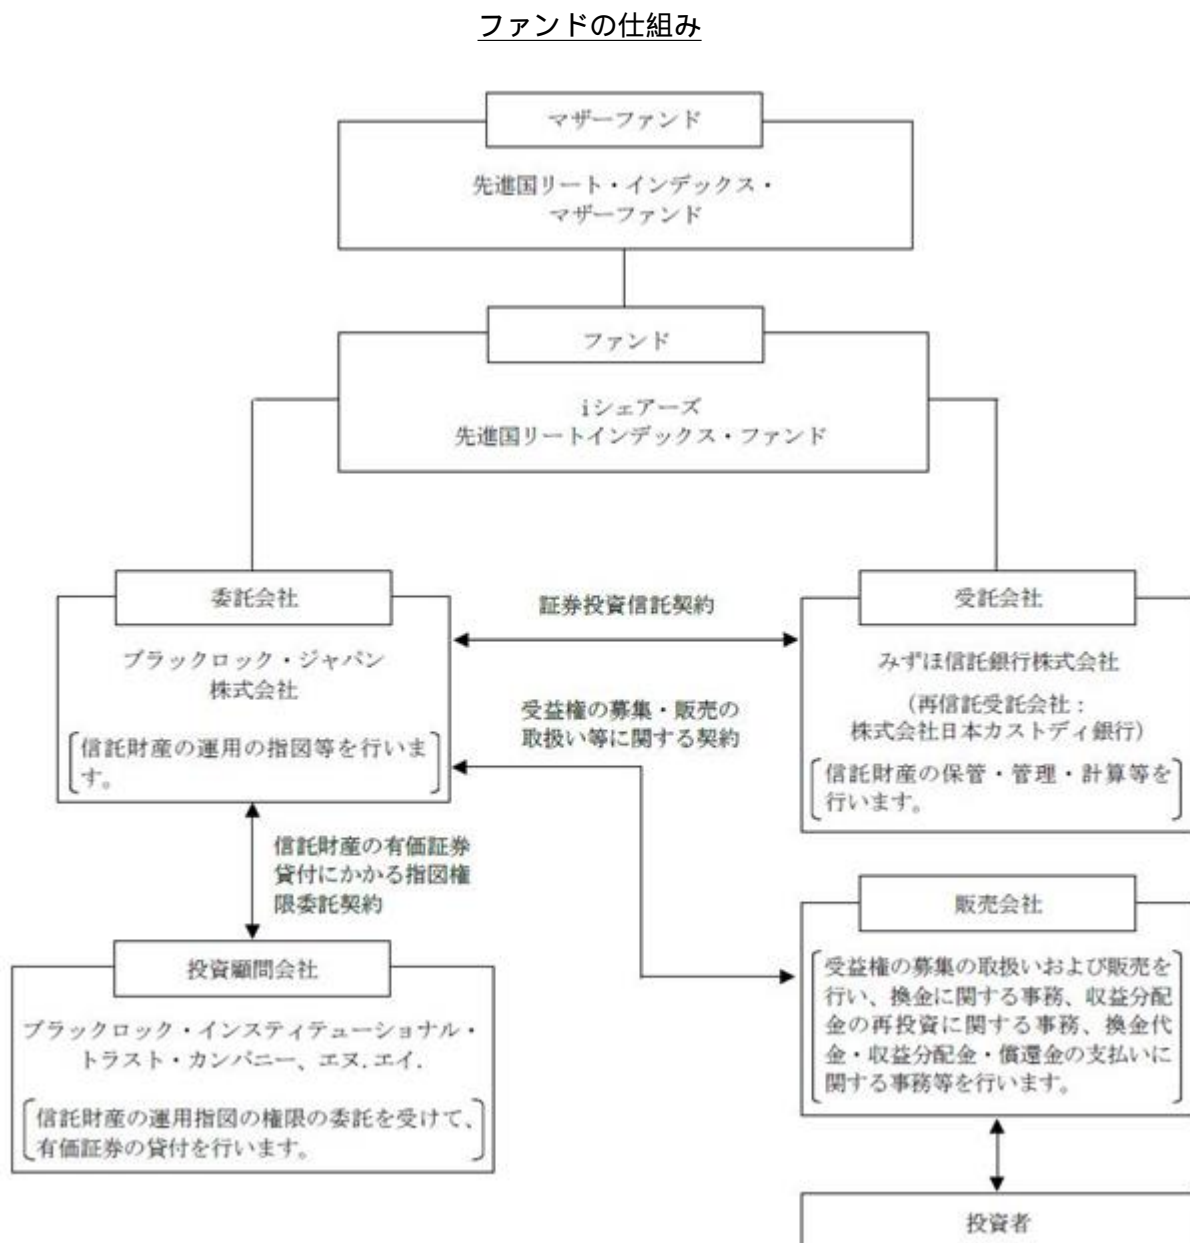 ファンドの仕組み
マザーファンド
先進国リート・インデックス・
マザーファンド
ファンド
iシェアーズ
先進国リートインデックス・ファンド
委託会社
ブラックロック・ジャパン
株式会社
信託財産の運用の指図等を行いま
す。
証券投資信託契約
受益権の募集・販売の
取扱い等に関する契約
受託会社
みずほ信託銀行株式会社
（再信託受託会社：
株式会社日本カストディ銀行）
信託財産の保管・管理・計算等を
行います。
信託財産の有価証券
貸付にかかる指図権
限委託契約
投資顧問会社
ブラックロック・インスティテューショナル・
トラスト・カンパニー、エヌ.エイ.
信託財産の運用指図の権限の委託を受けて、
有価証券の貸付を行います。
販売会社
受益権の募集の取扱いおよび販売を
行い、換金に関する事務、収益分配
金の再投資に関する事務、換金代
金・収益分配金・償還金の支払いに
関する事務等を行います。
投資者